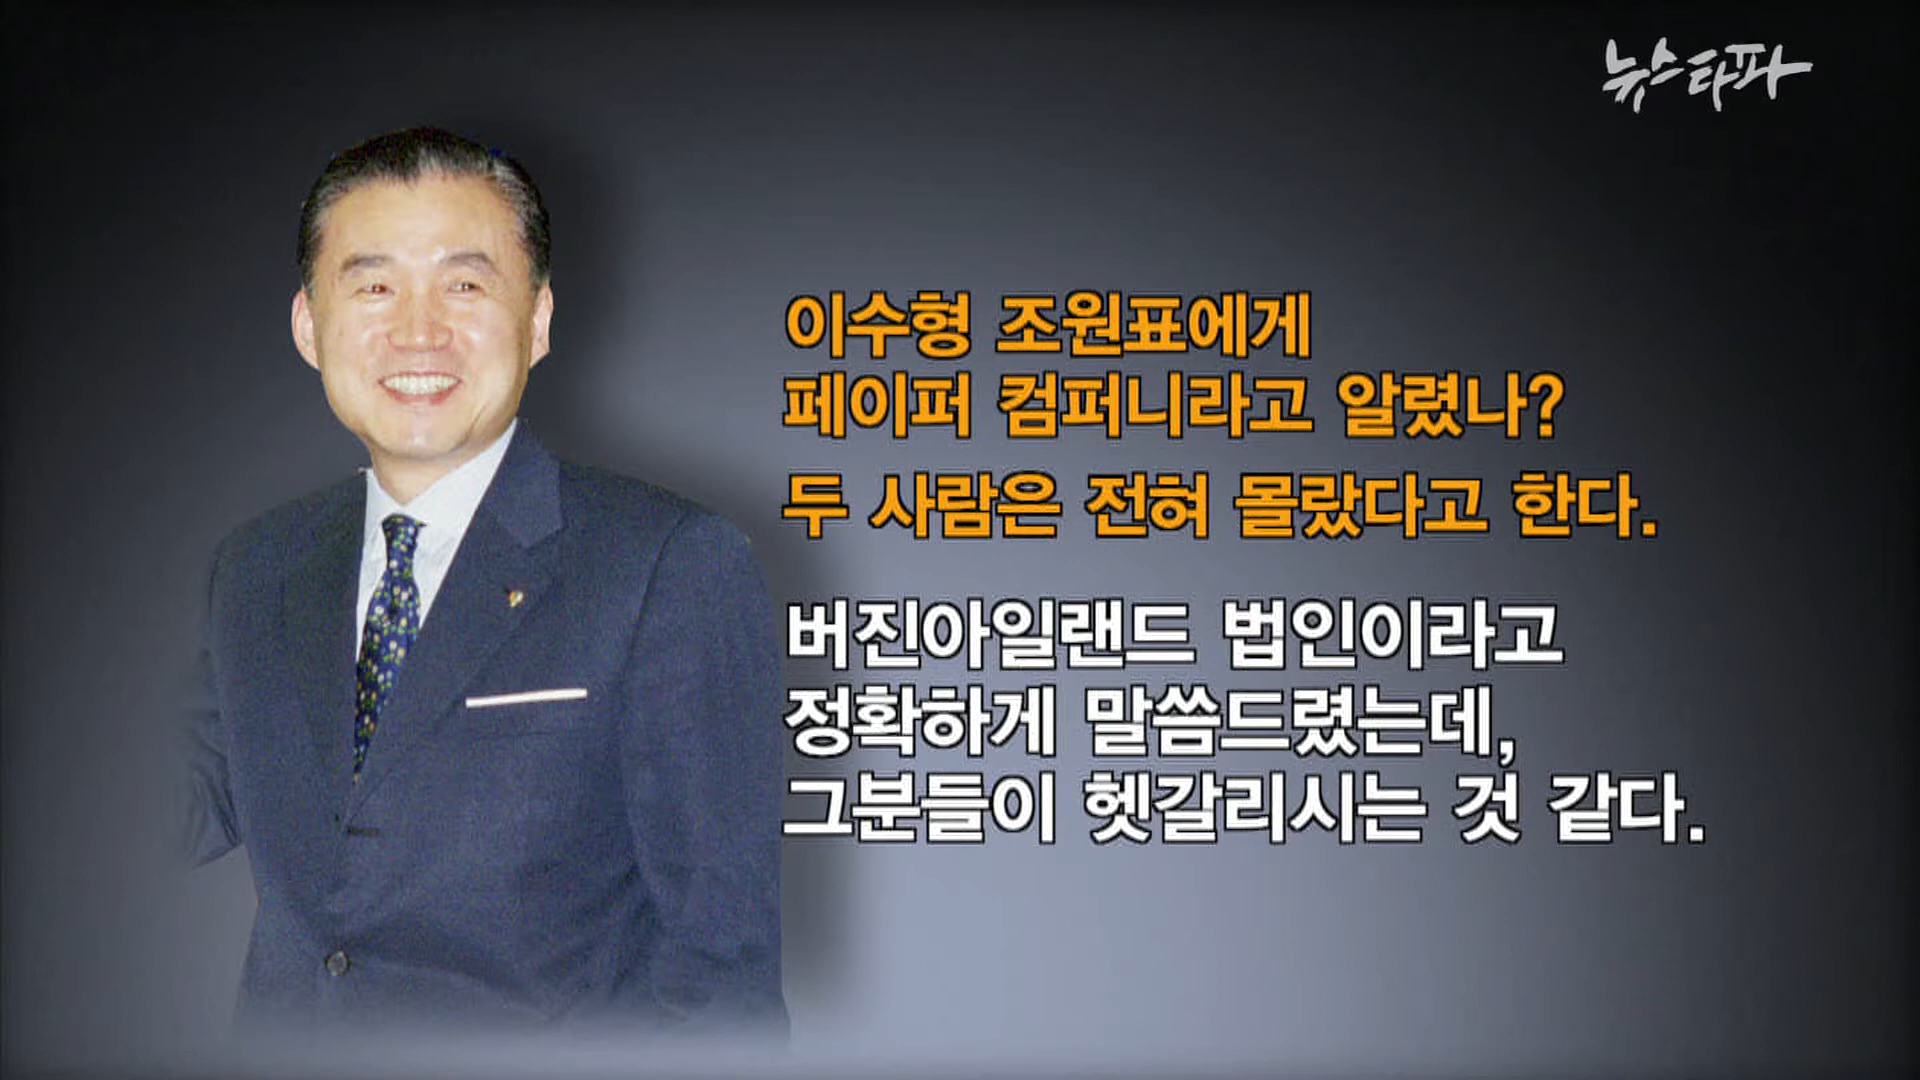 뉴스타파
이수형 조원표에게
페이퍼 컴퍼니라고 알렸나?
두 사람은 전혀 몰랐다고 한다.
버진아일랜드 법인이라고
정확하게 말씀드렸는데,
그분들이 헷갈리시는 것 같다.